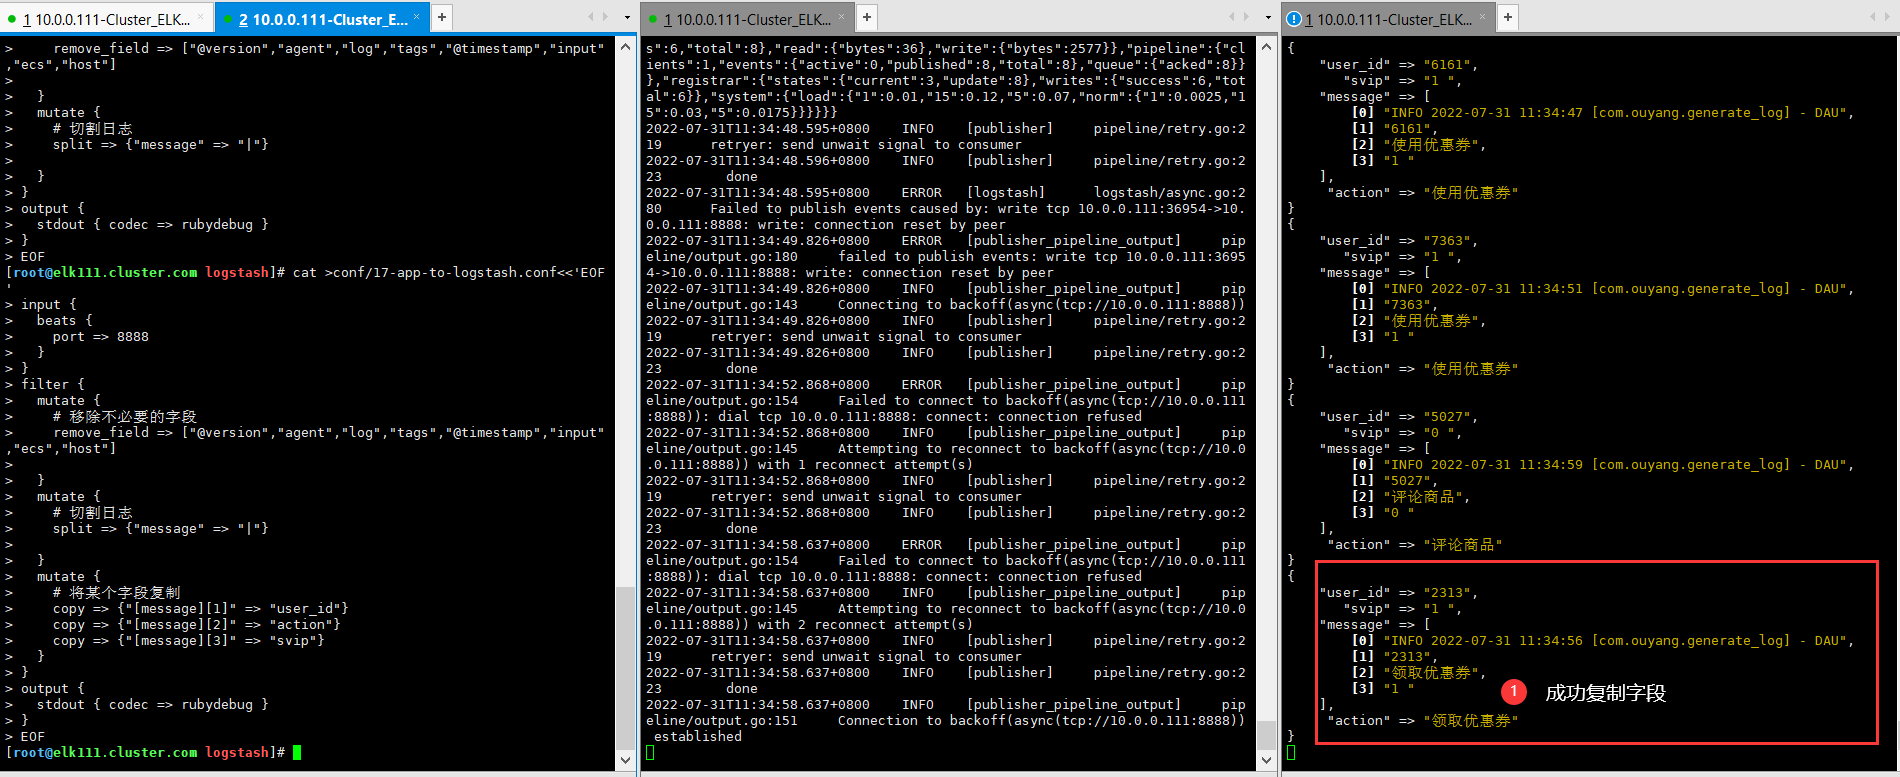 1 10.0.0.111-Cluster_ELK... ×
2 10.0.0.111-Cluster_E... ×
+
>     remove_field => ["@version","agent","log","tags","@timestamp","input"
,"ecs","host"]
>
>   }
>   mutate {
>     # 切割日志
>     split => {"message" => "|"}
>
>   }
> }
> output {
>   stdout { codec => rubydebug }
> }
> EOF
[root@elk111.cluster.com logstash]# cat >conf/17-app-to-logstash.conf<<'EOF
'
> input {
>   beats {
>     port => 8888
>   }
> }
> filter {
>   mutate {
>     # 移除不必要的字段
>     remove_field => ["@version","agent","log","tags","@timestamp","input"
,"ecs","host"]
>
>   }
>   mutate {
>     # 切割日志
>     split => {"message" => "|"}
>
>   }
>   mutate {
>     # 将某个字段复制
>     copy => {"[message][1]" => "user_id"}
>     copy => {"[message][2]" => "action"}
>     copy => {"[message][3]" => "svip"}
>   }
> }
> output {
>   stdout { codec => rubydebug }
> }
> EOF
[root@elk111.cluster.com logstash]#
1 10.0.0.111-Cluster_ELK... ×
+
s":6,"total":8},"read":{"bytes":36},"write":{"bytes":2577}},"pipeline":{"cl
ients":1,"events":{"active":0,"published":8,"total":8},"queue":{"acked":8}}
},"registrar":{"states":{"current":3,"update":8},"writes":{"success":6,"tot
al":6}},"system":{"load":{"1":0.01,"15":0.12,"5":0.07,"norm":{"1":0.0025,"1
5":0.03,"5":0.0175}}}}}}
2022-07-31T11:34:48.595+0800    INFO    [publisher]     pipeline/retry.go:2
19      retryer: send unwait signal to consumer
2022-07-31T11:34:48.596+0800    INFO    [publisher]     pipeline/retry.go:2
23        done
2022-07-31T11:34:48.595+0800    ERROR   [logstash]      logstash/async.go:2
80      Failed to publish events caused by: write tcp 10.0.0.111:36954->10.
0.0.111:8888: write: connection reset by peer
2022-07-31T11:34:49.826+0800    ERROR   [publisher_pipeline_output]     pip
eline/output.go:180     failed to publish events: write tcp 10.0.0.111:3695
4->10.0.0.111:8888: write: connection reset by peer
2022-07-31T11:34:49.826+0800    INFO    [publisher_pipeline_output]     pip
eline/output.go:143     Connecting to backoff(async(tcp://10.0.0.111:8888))
2022-07-31T11:34:49.826+0800    INFO    [publisher]     pipeline/retry.go:2
19      retryer: send unwait signal to consumer
2022-07-31T11:34:49.826+0800    INFO    [publisher]     pipeline/retry.go:2
23        done
2022-07-31T11:34:52.868+0800    ERROR   [publisher_pipeline_output]     pip
eline/output.go:154     Failed to connect to backoff(async(tcp://10.0.0.111
:8888)): dial tcp 10.0.0.111:8888: connect: connection refused
2022-07-31T11:34:52.868+0800    INFO    [publisher_pipeline_output]     pip
eline/output.go:145     Attempting to reconnect to backoff(async(tcp://10.0
.0.111:8888)) with 1 reconnect attempt(s)
2022-07-31T11:34:52.868+0800    INFO    [publisher]     pipeline/retry.go:2
19      retryer: send unwait signal to consumer
2022-07-31T11:34:52.868+0800    INFO    [publisher]     pipeline/retry.go:2
23        done
2022-07-31T11:34:58.637+0800    ERROR   [publisher_pipeline_output]     pip
eline/output.go:154     Failed to connect to backoff(async(tcp://10.0.0.111
:8888)): dial tcp 10.0.0.111:8888: connect: connection refused
2022-07-31T11:34:58.637+0800    INFO    [publisher_pipeline_output]     pip
eline/output.go:145     Attempting to reconnect to backoff(async(tcp://10.0
.0.111:8888)) with 2 reconnect attempt(s)
2022-07-31T11:34:58.637+0800    INFO    [publisher]     pipeline/retry.go:2
19      retryer: send unwait signal to consumer
2022-07-31T11:34:58.637+0800    INFO    [publisher]     pipeline/retry.go:2
23        done
2022-07-31T11:34:58.637+0800    INFO    [publisher_pipeline_output]     pip
eline/output.go:151     Connection to backoff(async(tcp://10.0.0.111:8888))
 established
1 10.0.0.111-Cluster_ELK... ×
+
{
    "user_id" => "6161",
       "svip" => "1 ",
    "message" => [
        [0] "INFO 2022-07-31 11:34:47 [com.ouyang.generate_log] - DAU",
        [1] "6161",
        [2] "使用优惠券",
        [3] "1 "
    ],
     "action" => "使用优惠券"
}
{
    "user_id" => "7363",
       "svip" => "1 ",
    "message" => [
        [0] "INFO 2022-07-31 11:34:51 [com.ouyang.generate_log] - DAU",
        [1] "7363",
        [2] "使用优惠券",
        [3] "1 "
    ],
     "action" => "使用优惠券"
}
{
    "user_id" => "5027",
       "svip" => "0 ",
    "message" => [
        [0] "INFO 2022-07-31 11:34:59 [com.ouyang.generate_log] - DAU",
        [1] "5027",
        [2] "评论商品",
        [3] "0 "
    ],
     "action" => "评论商品"
}
{
    "user_id" => "2313",
       "svip" => "1 ",
    "message" => [
        [0] "INFO 2022-07-31 11:34:56 [com.ouyang.generate_log] - DAU",
        [1] "2313",
        [2] "领取优惠券",
        [3] "1 "
1 成功复制字段
    ],
     "action" => "领取优惠券"
}